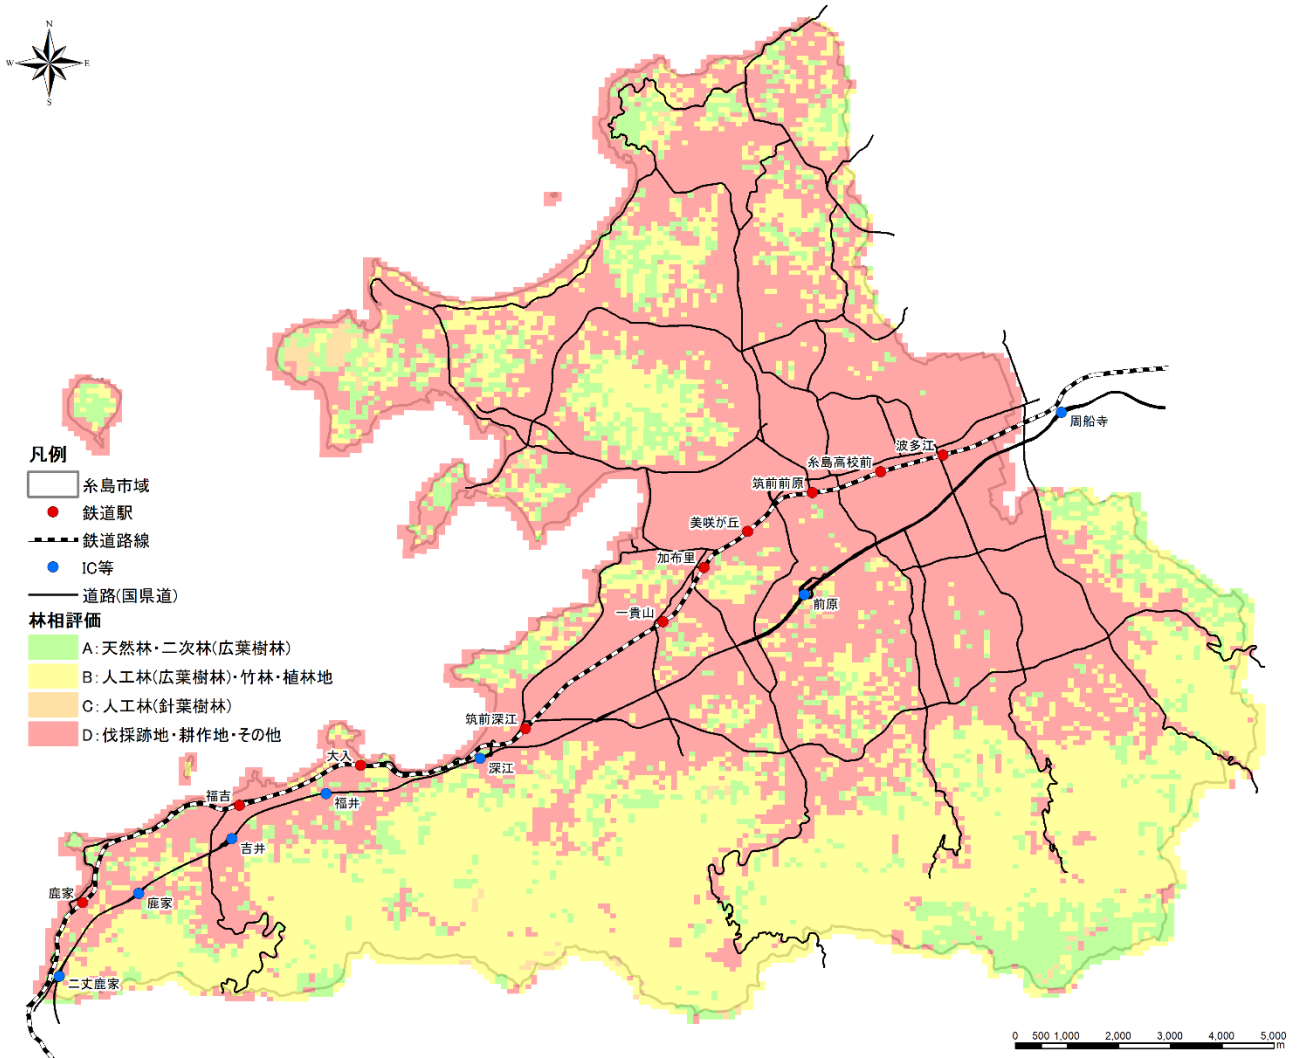 N
W
E
S
周船寺
波多江
糸島高校前
筑前前原
美咲が丘
加布里
前原
一貴山
筑前深江
深江
大入
福井
福吉
吉井
鹿家
鹿家
二丈鹿家
凡例
糸島市域
鉄道駅
鉄道路線
IC等
道路(国県道)
林相評価
A:天然林・二次林(広葉樹林)
B:人工林(広葉樹林)・竹林・植林地
C:人工林(針葉樹林)
D:伐採跡地・耕作地・その他
0 500 1,000 2,000 3,000 4,000 5,000
m